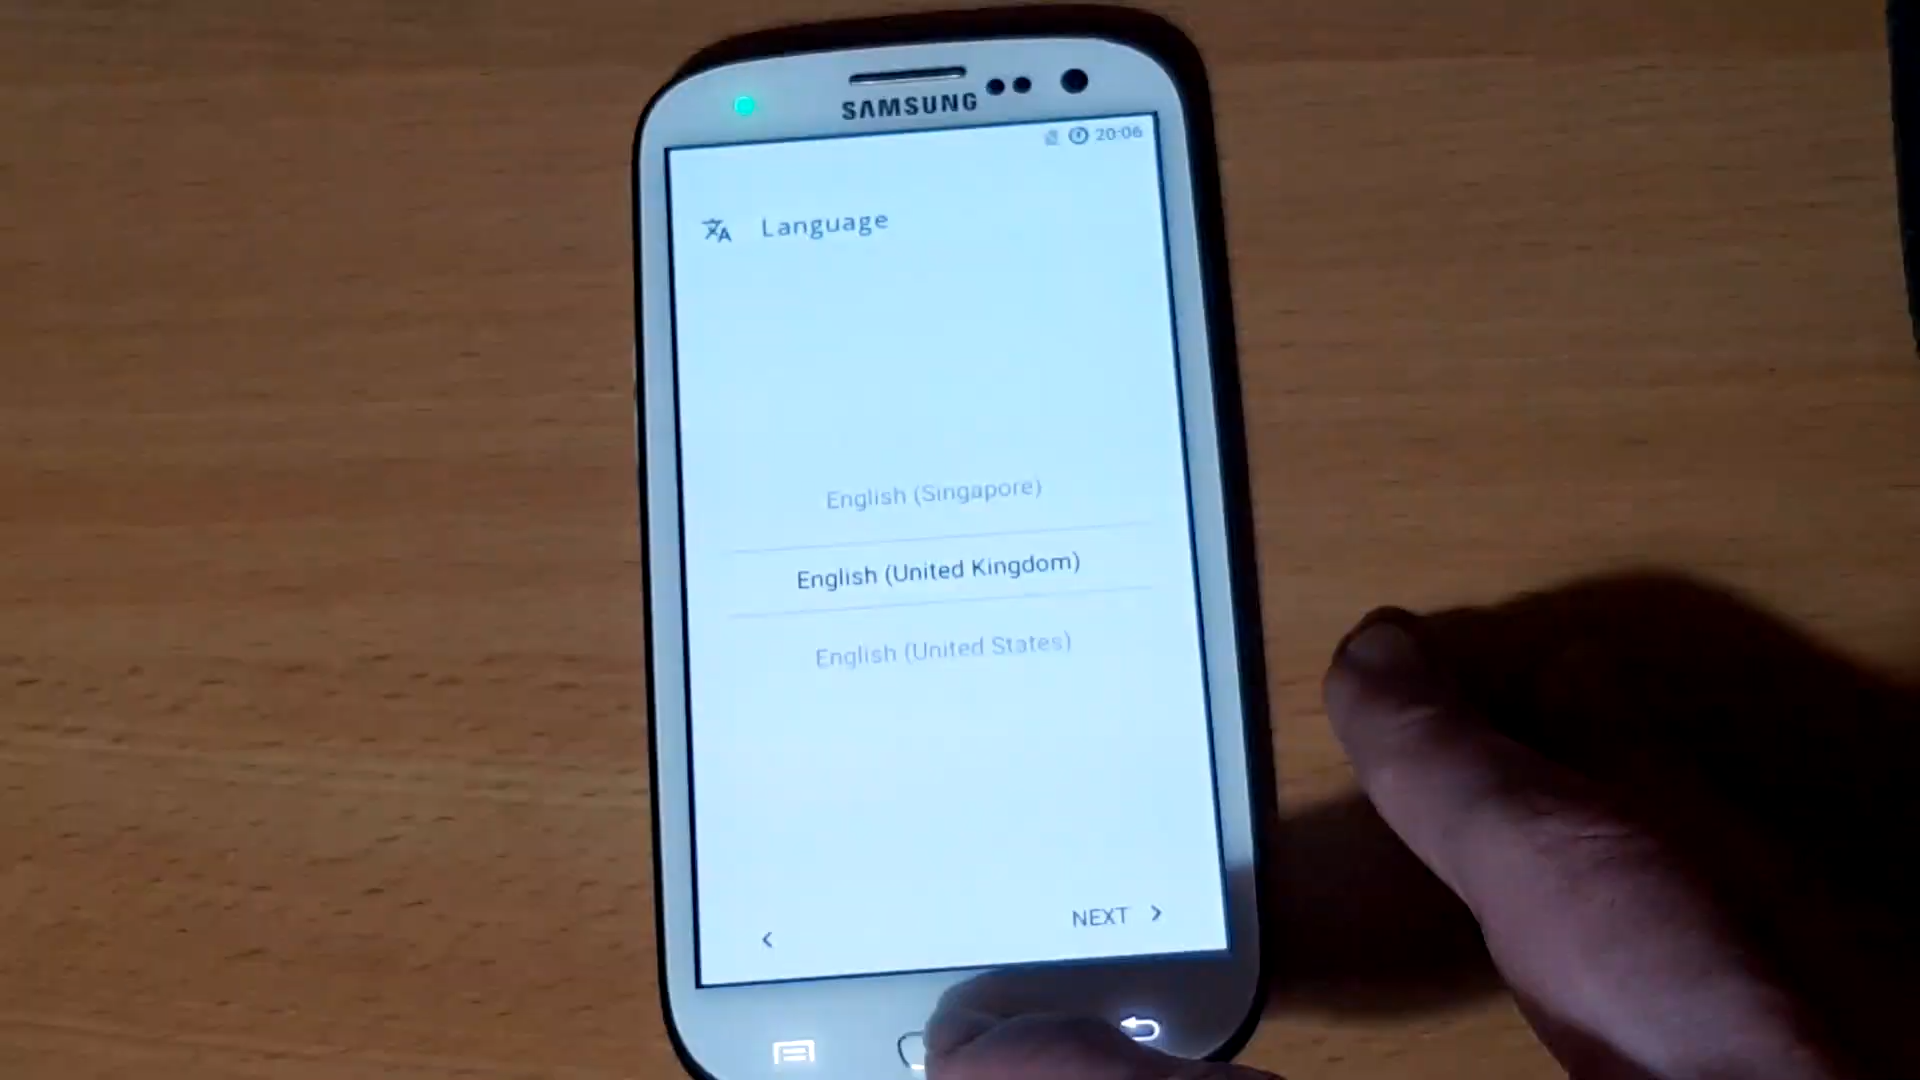 SAMSUNG
20:06
Language
English (Singapore)
English (United Kingdom)
English (United States)
NEXT